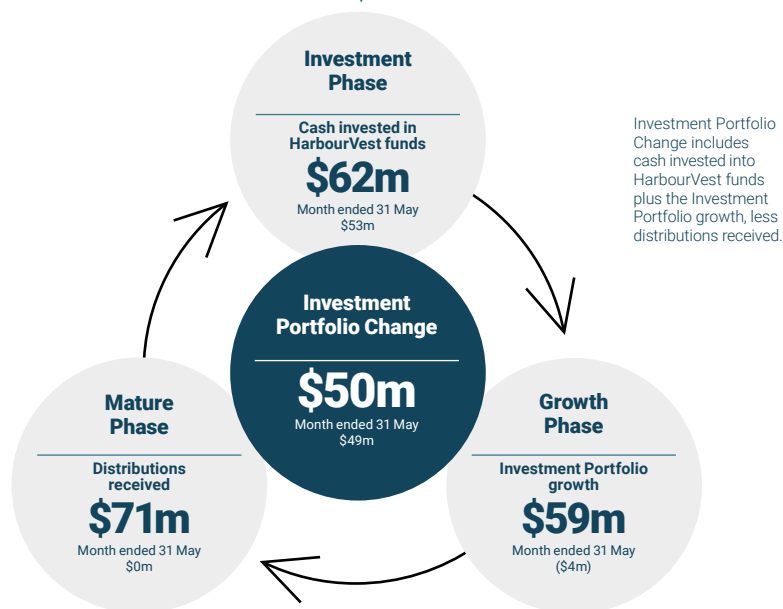 Investment
Phase
Cash invested in
HarbourVest funds
$62m
Month ended 31 May
$53m
Investment Portfolio
Change includes
cash invested into
HarbourVest funds
plus the Investment
Portfolio growth, less
distributions received.
Investment
Portfolio Change
$50m
Month ended 31 May
$49m
Mature
Phase
Distributions
received
$71m
Month ended 31 May
$0m
Growth
Phase
Investment Portfolio
growth
$59m
Month ended 31 May
($4m)